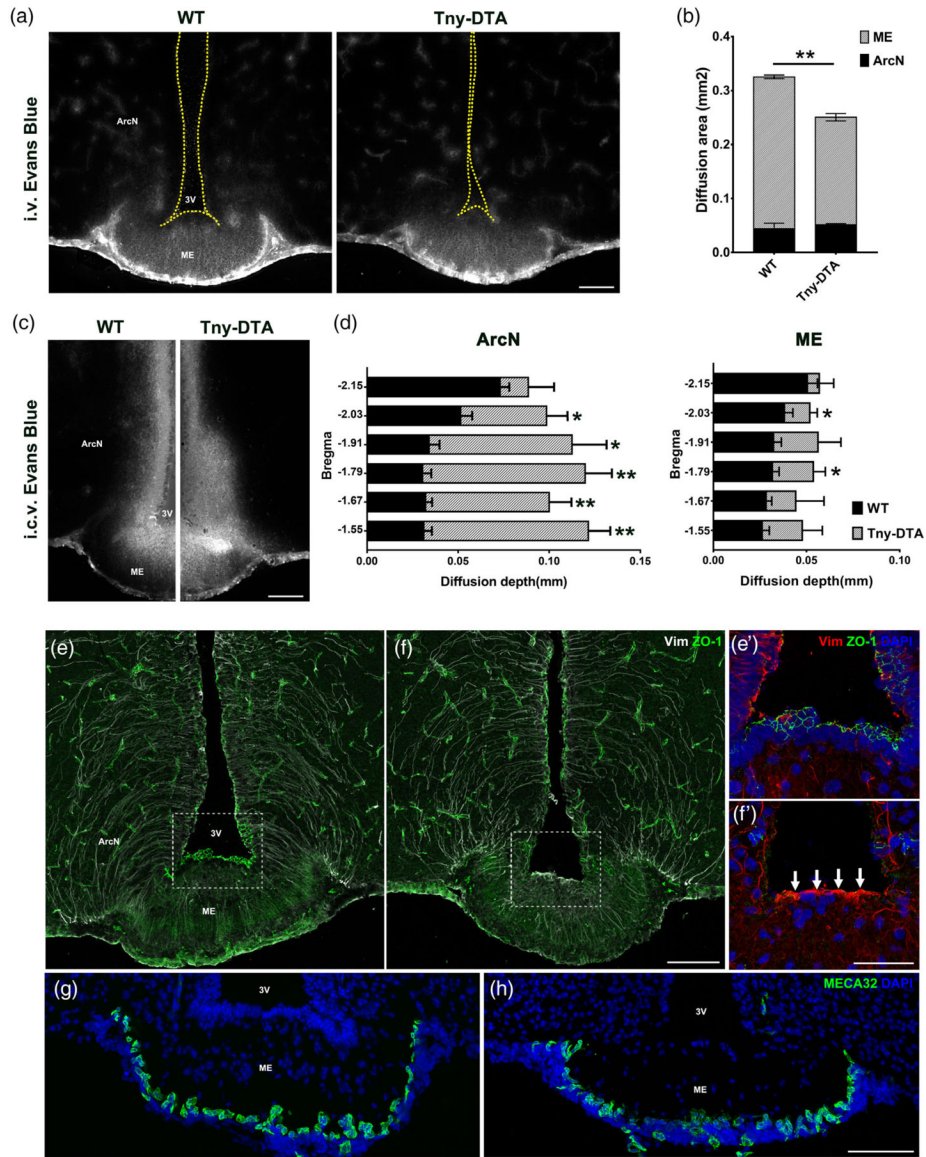 (a)
WT
Tny-DTA
i.v. Evans Blue
ArcN
3V
ME
(b)
Diffusion area (mm2)
0.4
0.3
0.2
0.1
0.0
**
ME
ArcN
WT
Tny-DTA
(c)
WT
Tny-DTA
i.c.v. Evans Blue
ArcN
3V
ME
(d)
ArcN
Bregma
-2.15
-2.03 *
-1.91 *
-1.79 **
-1.67 **
-1.55 **
0.00 0.05 0.10 0.15
Diffusion depth(mm)
ME
Bregma
-2.15
-2.03 *
-1.91
-1.79 *
-1.67
-1.55
0.00 0.05 0.10
Diffusion depth(mm)
WT
Tny-DTA
(e)
ArcN
3V
ME
(f)
Vim ZO-1
(e')
Vim ZO-1 DAPI
(f')
(g)
3V
ME
(h)
MECA32 DAPI
3V
ME